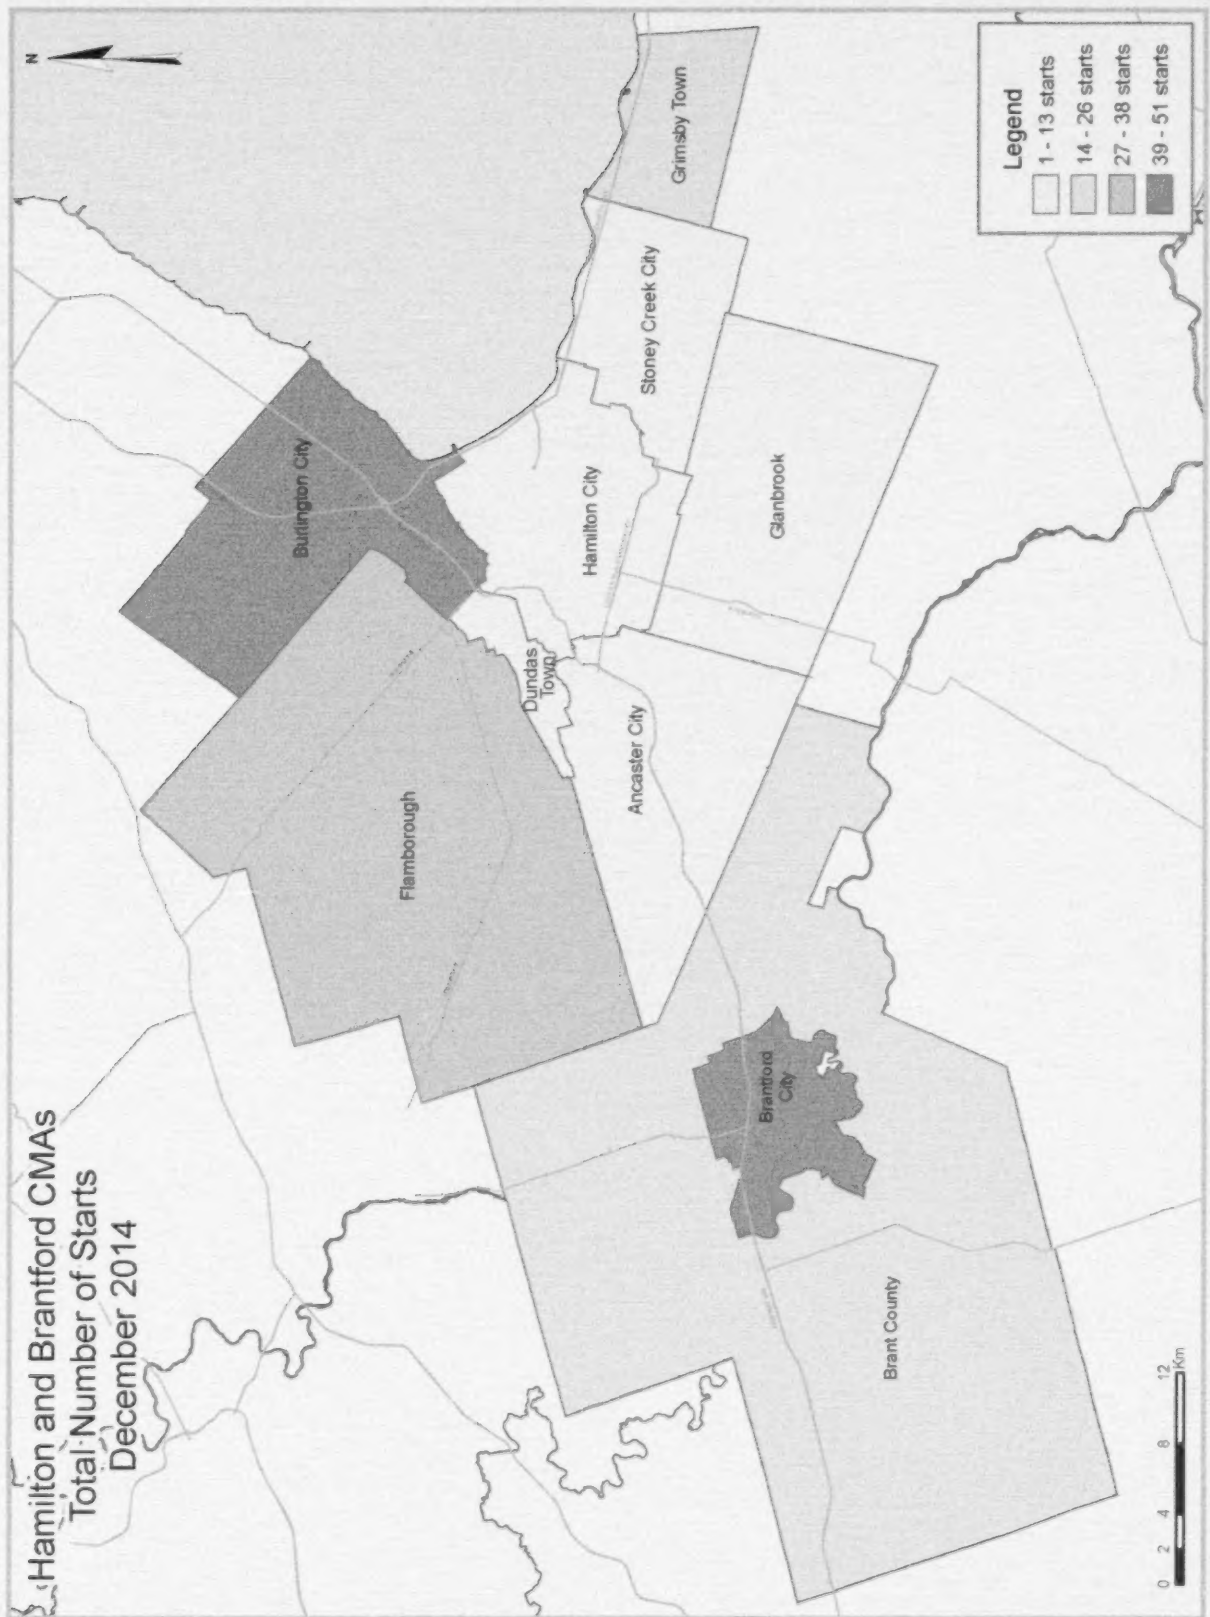 Hamilton and Brantford CMAs
Total Number of Starts
December 2014
N
Burlington City
Flamborough
Dundas
Town
Hamilton City
Stoney Creek City
Grimsby Town
Ancaster City
Glanbrook
Brantford
City
Brant County
Legend
1 - 13 starts
14 - 26 starts
27 - 38 starts
39 - 51 starts
0 2 4 8 12
Km